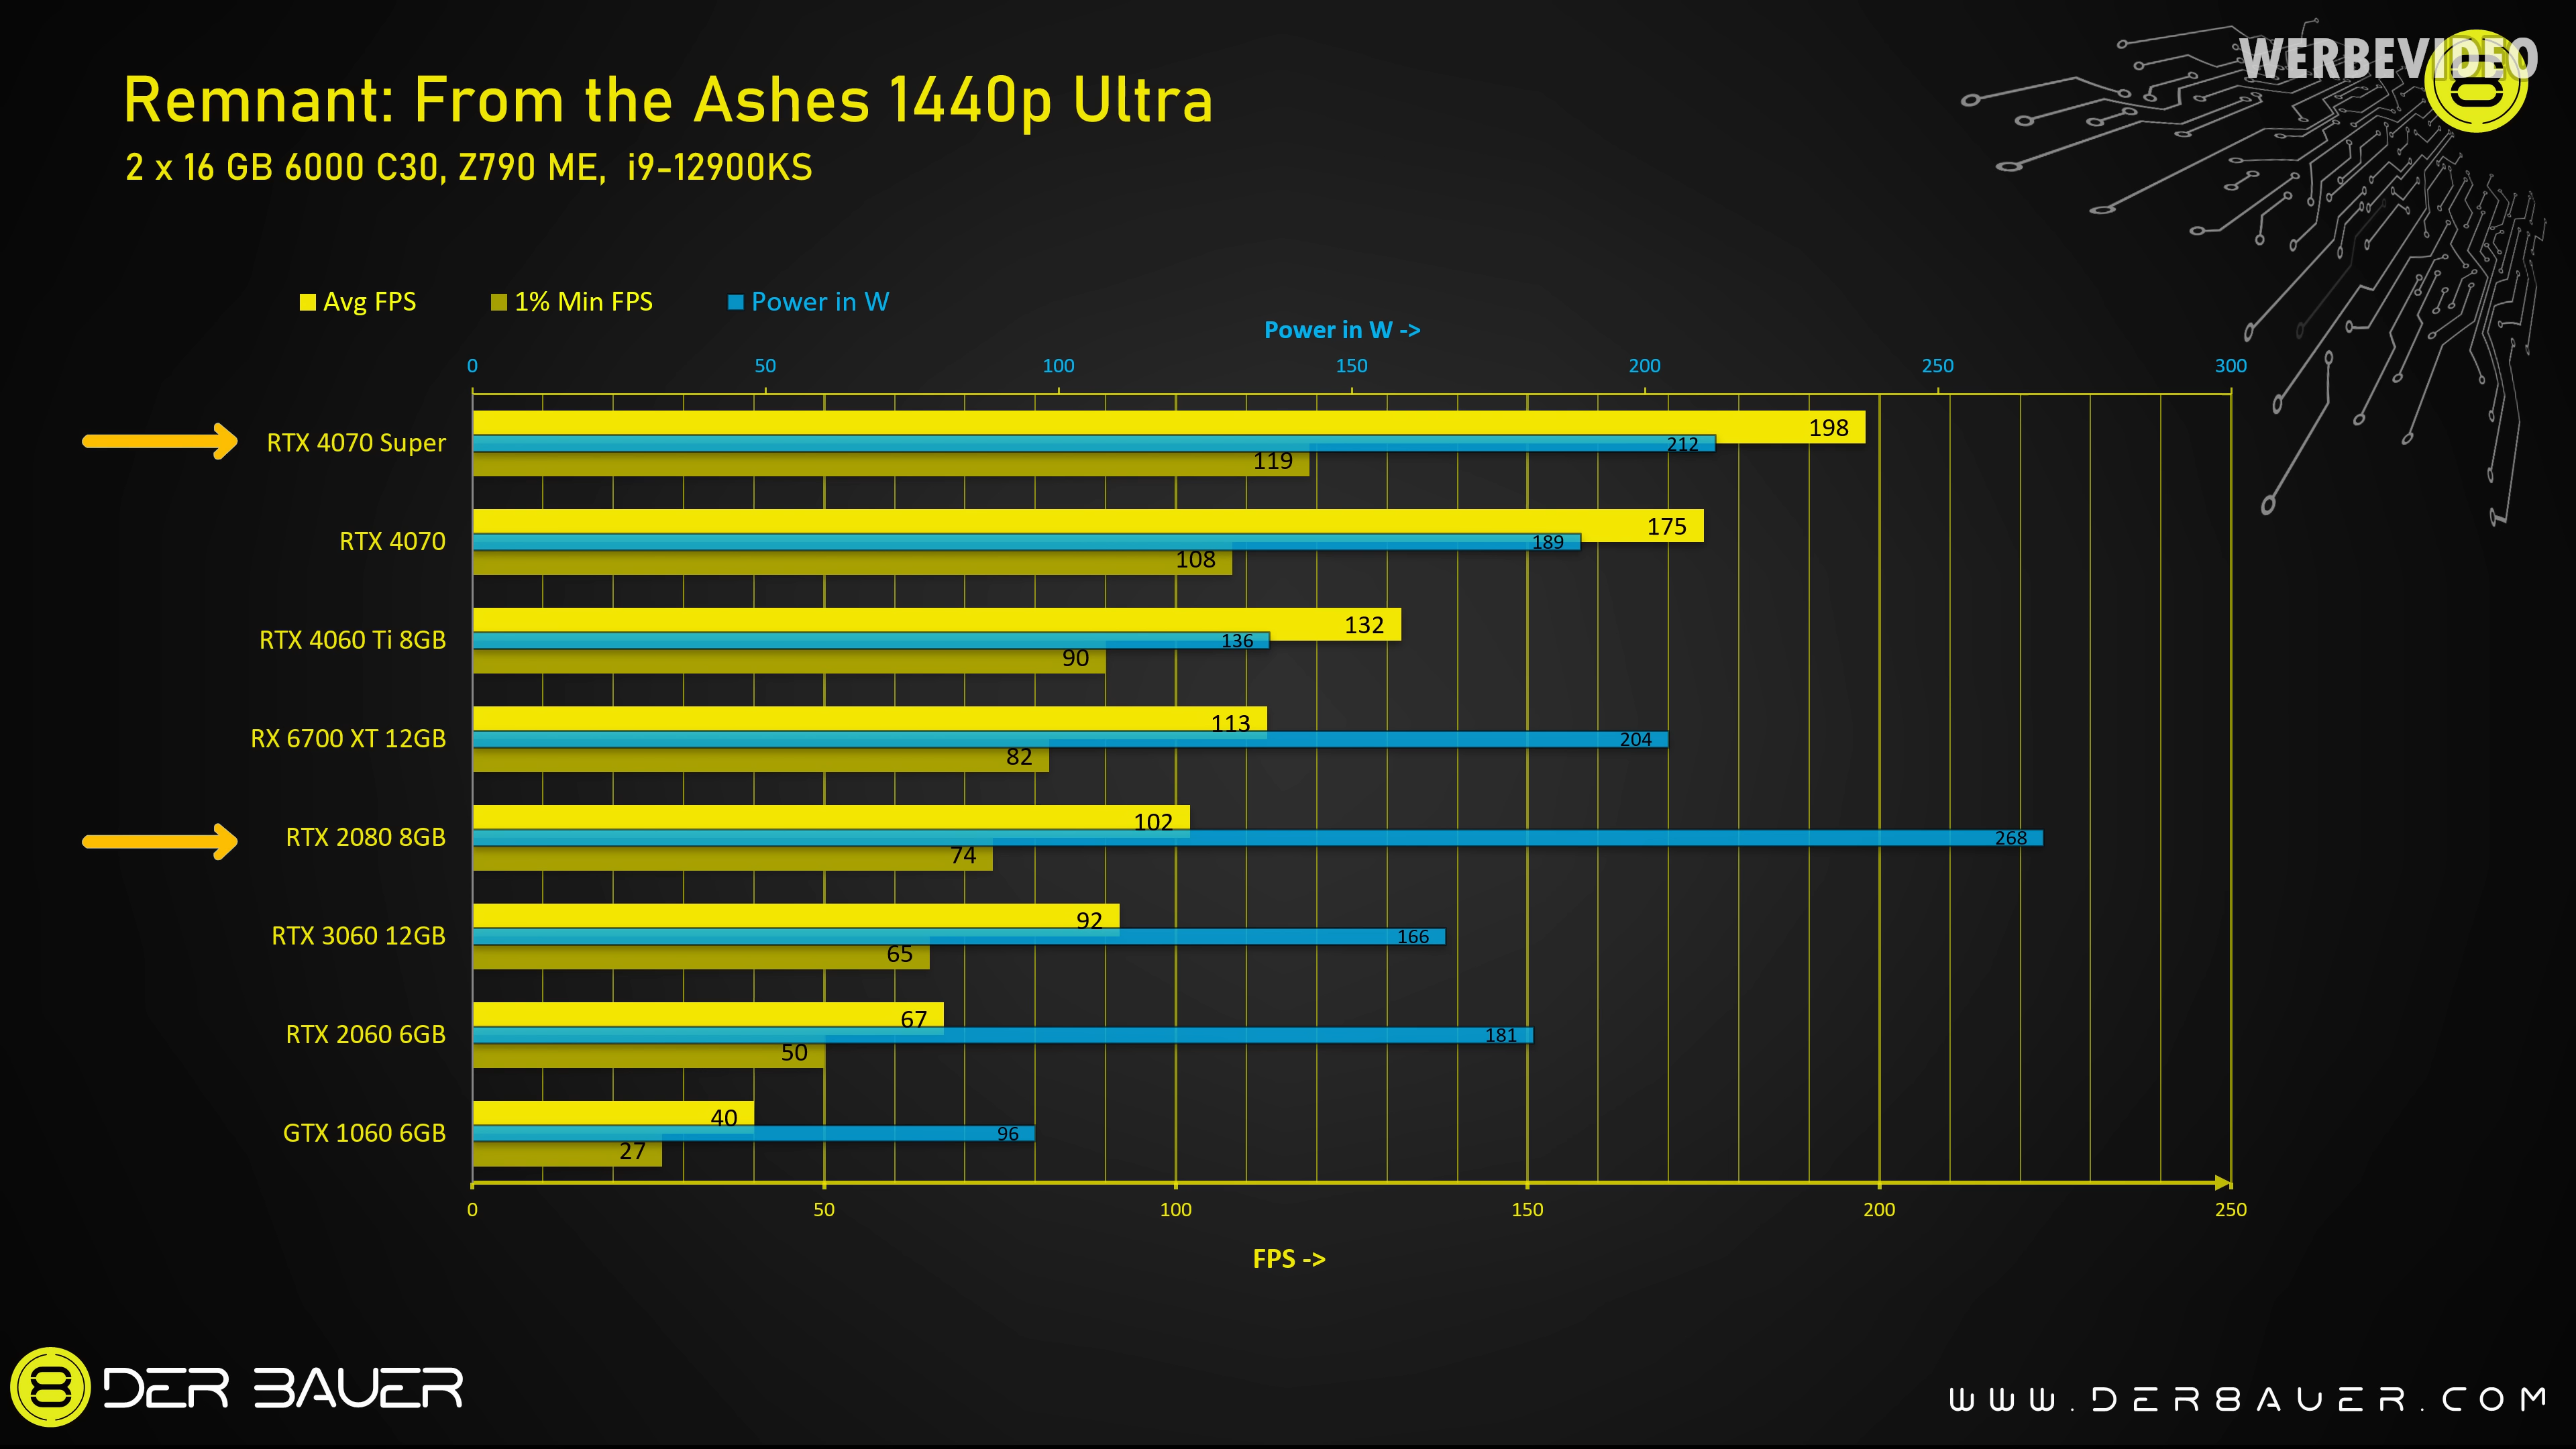 WERBEVIDEO
Remnant: From the Ashes 1440p Ultra
2 x 16 GB 6000 C30, Z790 ME, i9-12900KS
Avg FPS 1% Min FPS Power in W
Power in W ->
0 50 100 150 200 250 300
RTX 4070 Super 198 212 119
RTX 4070 175 189 108
RTX 4060 Ti 8GB 132 136 90
RX 6700 XT 12GB 113 204 82
RTX 2080 8GB 102 268 74
RTX 3060 12GB 92 166 65
RTX 2060 6GB 67 181 50
GTX 1060 6GB 40 96 27
0 50 100 150 200 250
FPS ->
DER 8AUER
WWW.DER8AUER.COM